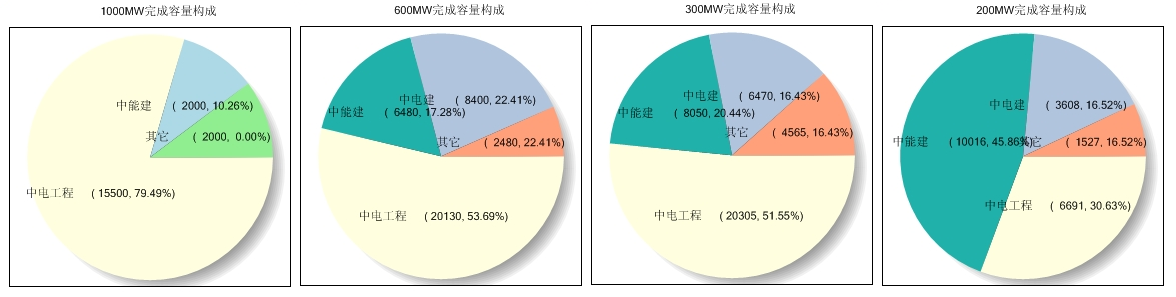 1000MW完成容量构成
中能建 ( 2000, 10.26%)
其它 ( 2000, 0.00%)
中电工程 ( 15500, 79.49%)
600MW完成容量构成
中电建 ( 8400, 22.41%)
中能建 ( 6480, 17.28%)
其它 ( 2480, 22.41%)
中电工程 ( 20130, 53.69%)
300MW完成容量构成
中电建 ( 6470, 16.43%)
中能建 ( 8050, 20.44%)
其它 ( 4565, 16.43%)
中电工程 ( 20305, 51.55%)
200MW完成容量构成
中电建 ( 3608, 16.52%)
中能建 ( 10016, 45.86%)
其它 ( 1527, 16.52%)
中电工程 ( 6691, 30.63%)